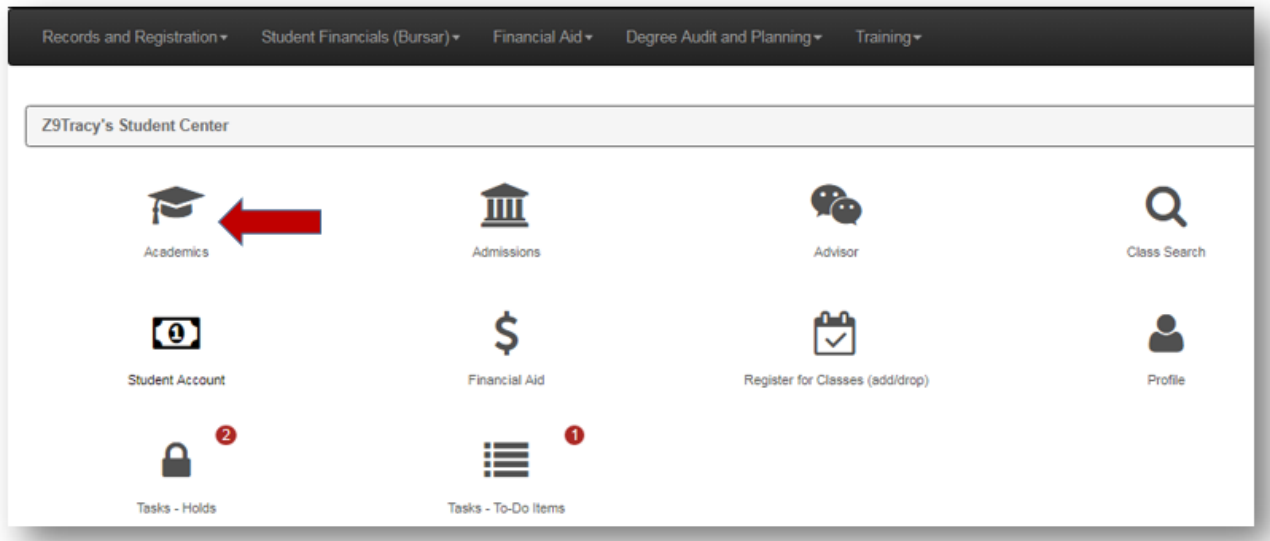 Records and Registration Student Financials (Bursar) Financial Aid Degree Audit and Planning Training
Z9Tracy's Student Center
Academics Admissions Advisor Class Search
1
Student Account Financial Aid Register for Classes (add/drop) Profile
2 1
Tasks - Holds Tasks - To-Do Items